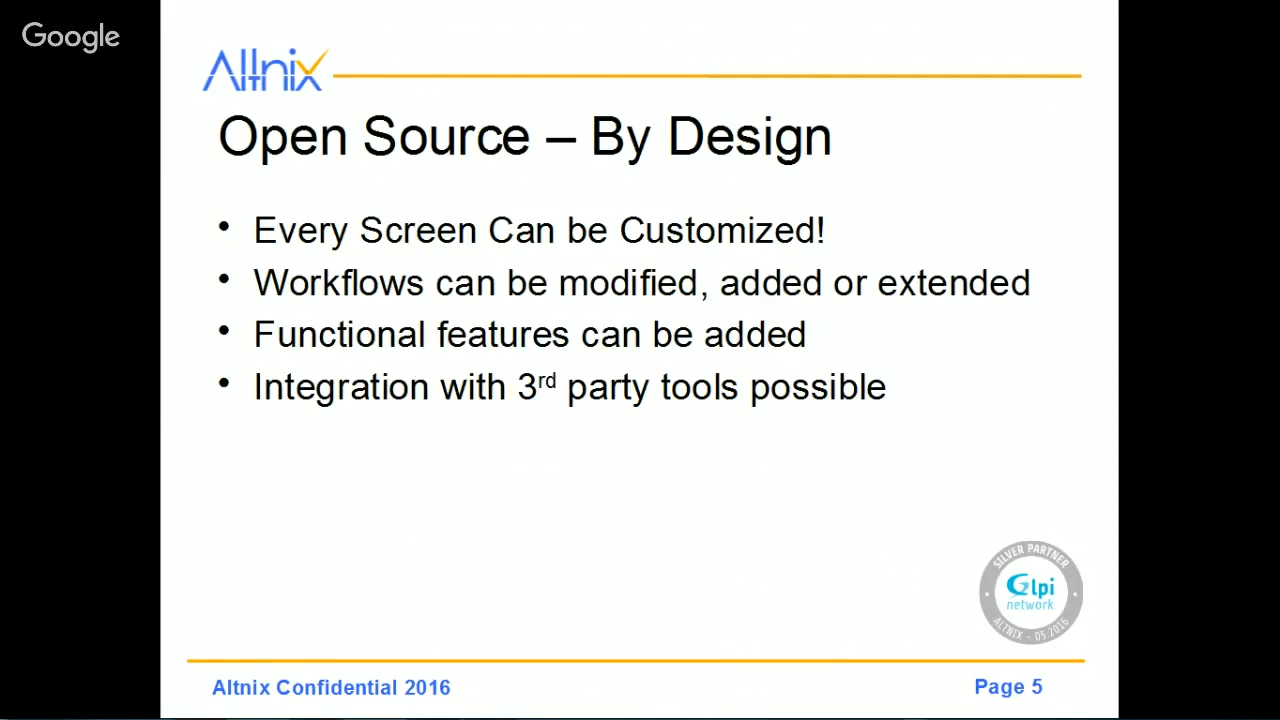 Google
Altnix
Open Source – By Design
• Every Screen Can be Customized!
• Workflows can be modified, added or extended
• Functional features can be added
• Integration with 3rd party tools possible
SILVER PARTNER
Glpi
network
ALTNIX - 05.2016
Altnix Confidential 2016
Page 5